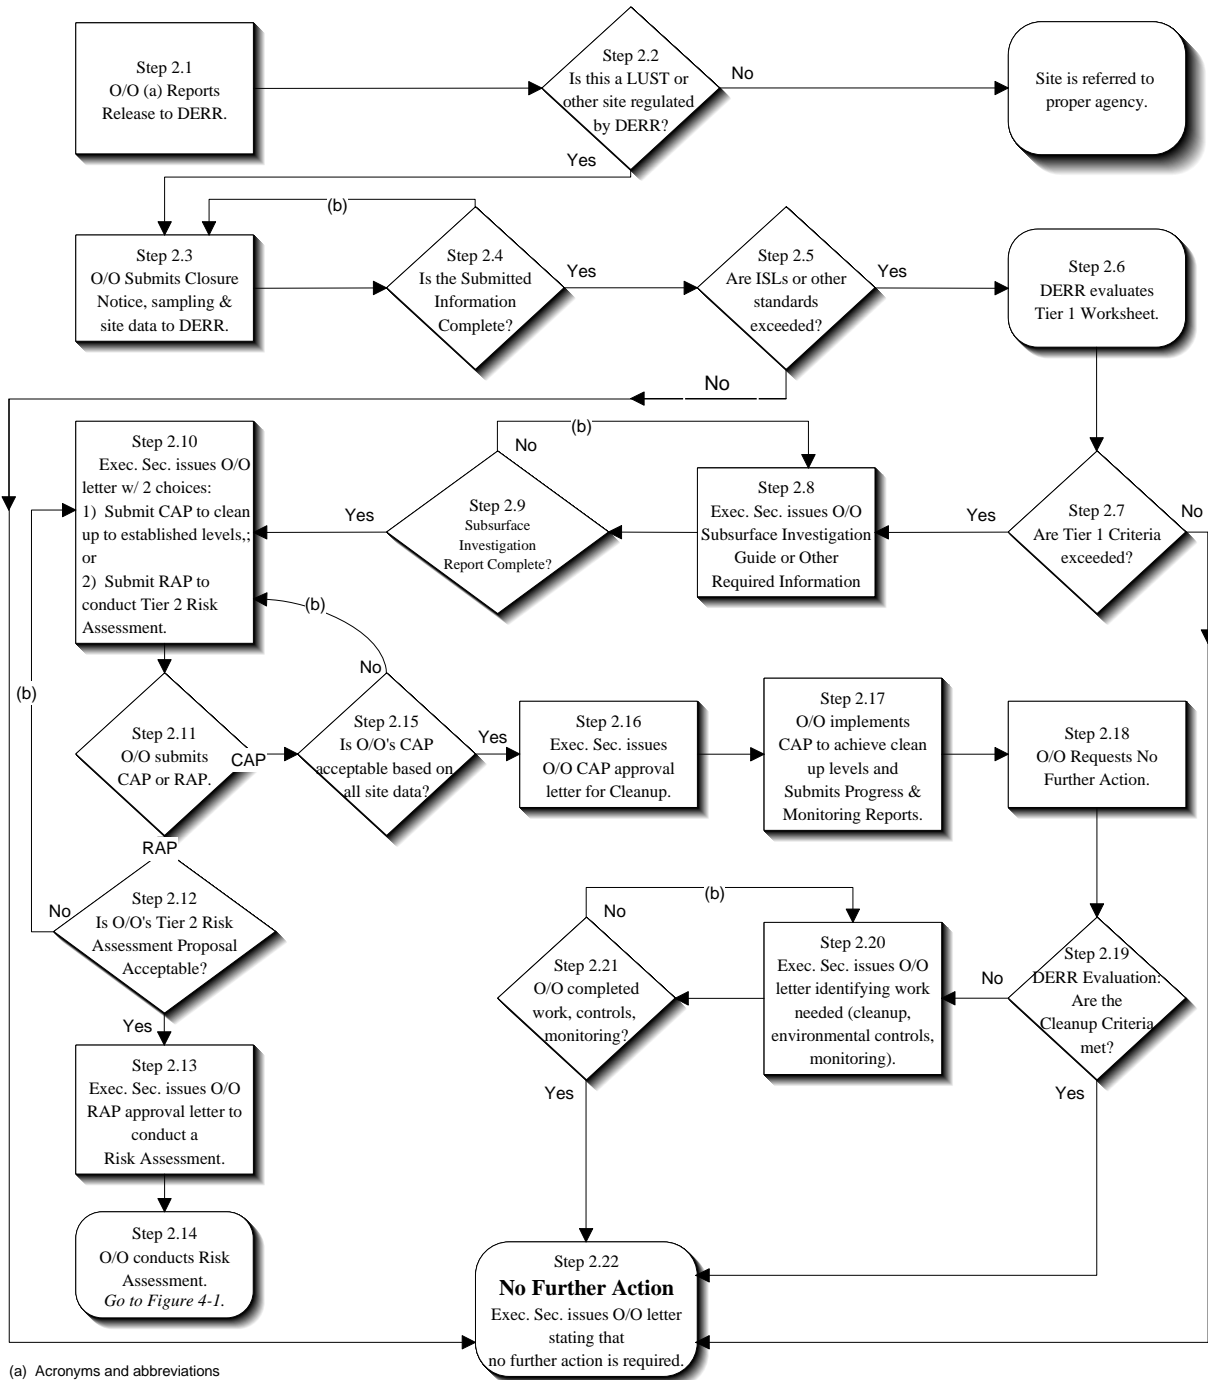 Step 2.1
O/O (a) Reports
Release to DERR.
Step 2.2
Is this a LUST or
other site regulated
by DERR?
No
Site is referred to
proper agency.
Yes
(b)
Step 2.3
O/O Submits Closure
Notice, sampling &
site data to DERR.
Step 2.4
Is the Submitted
Information
Complete?
Yes
Step 2.5
Are ISLs or other
standards
exceeded?
Yes
Step 2.6
DERR evaluates
Tier 1 Worksheet.
No
Step 2.10
Exec. Sec. issues O/O
letter w/ 2 choices:
1) Submit CAP to clean
up to established levels,;
or
2) Submit RAP to
conduct Tier 2 Risk
Assessment.
Yes
No
(b)
Step 2.9
Subsurface
Investigation
Report Complete?
Step 2.8
Exec. Sec. issues O/O
Subsurface Investigation
Guide or Other
Required Information
Yes
Step 2.7
Are Tier 1 Criteria
exceeded?
No
(b)
(b)
No
Step 2.11
O/O submits
CAP or RAP.
CAP
Step 2.15
Is O/O's CAP
acceptable based on
all site data?
Yes
Step 2.16
Exec. Sec. issues
O/O CAP approval
letter for Cleanup.
Step 2.17
O/O implements
CAP to achieve clean
up levels and
Submits Progress &
Monitoring Reports.
Step 2.18
O/O Requests No
Further Action.
RAP
No
Step 2.12
Is O/O's Tier 2 Risk
Assessment Proposal
Acceptable?
Yes
No
(b)
Step 2.21
O/O completed
work, controls,
monitoring?
Yes
Step 2.20
Exec. Sec. issues O/O
letter identifying work
needed (cleanup,
environmental controls,
monitoring).
No
Step 2.19
DERR Evaluation:
Are the
Cleanup Criteria
met?
Yes
Step 2.13
Exec. Sec. issues O/O
RAP approval letter to
conduct a
Risk Assessment.
Step 2.14
O/O conducts Risk
Assessment.
Go to Figure 4-1.
Step 2.22
No Further Action
Exec. Sec. issues O/O letter
stating that
no further action is required.
(a) Acronyms and abbreviations